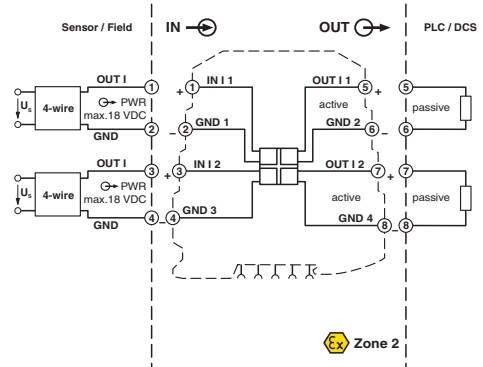 Sensor / Field IN OUT PLC / DCS
OUT I 1 + 1 IN I 1 OUT I 1 5 + 5
U_S 4-wire PWR max.18 VDC active passive
GND 2 – 2 GND 1 GND 2 6 – 6
OUT I 3 + 3 IN I 2 OUT I 2 7 + 7
U_S 4-wire PWR max.18 VDC active passive
GND 4 – 4 GND 3 GND 4 8 – 8
Ex Zone 2